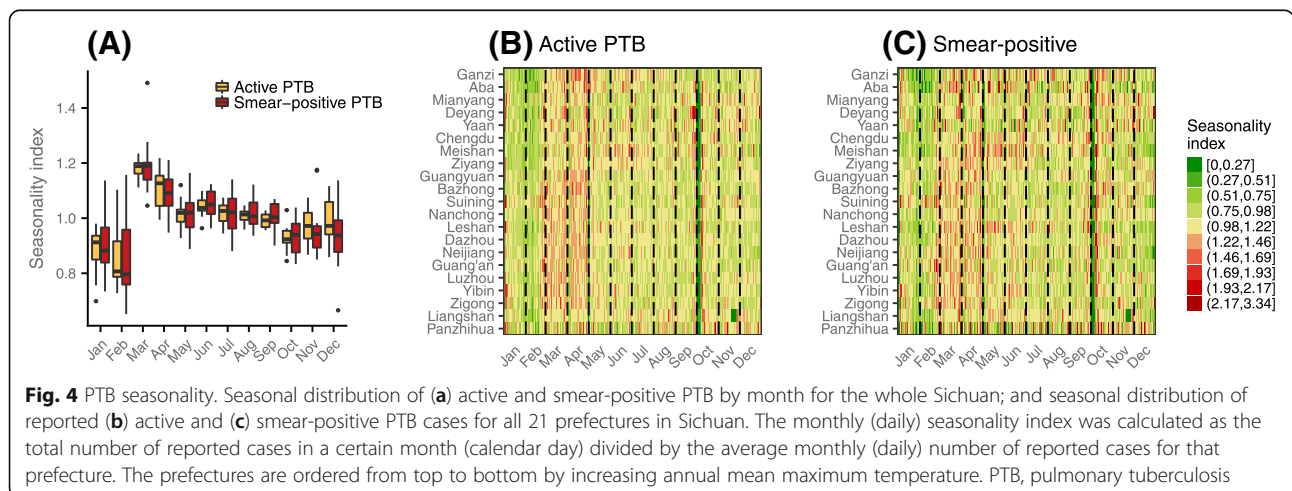 (A)
(B) Active PTB
(C) Smear-positive
Active PTB
Smear−positive PTB
Seasonality index
1.4
1.2
1.0
0.8
Jan Feb Mar Apr May Jun Jul Aug Sep Oct Nov Dec
Ganzi
Aba
Mianyang
Deyang
Yaan
Chengdu
Meishan
Ziyang
Guangyuan
Bazhong
Suining
Nanchong
Leshan
Dazhou
Neijiang
Guang'an
Luzhou
Yibin
Zigong
Liangshan
Panzhihua
Jan Feb Mar Apr May Jun Jul Aug Sep Oct Nov Dec
Ganzi
Aba
Mianyang
Deyang
Yaan
Chengdu
Meishan
Ziyang
Guangyuan
Bazhong
Suining
Nanchong
Leshan
Dazhou
Neijiang
Guang'an
Luzhou
Yibin
Zigong
Liangshan
Panzhihua
Jan Feb Mar Apr May Jun Jul Aug Sep Oct Nov Dec
Seasonality
index
[0,0.27]
(0.27,0.51]
(0.51,0.75]
(0.75,0.98]
(0.98,1.22]
(1.22,1.46]
(1.46,1.69]
(1.69,1.93]
(1.93,2.17]
(2.17,3.34]
Fig. 4 PTB seasonality. Seasonal distribution of (a) active and smear-positive PTB by month for the whole Sichuan; and seasonal distribution of
reported (b) active and (c) smear-positive PTB cases for all 21 prefectures in Sichuan. The monthly (daily) seasonality index was calculated as the
total number of reported cases in a certain month (calendar day) divided by the average monthly (daily) number of reported cases for that
prefecture. The prefectures are ordered from top to bottom by increasing annual mean maximum temperature. PTB, pulmonary tuberculosis